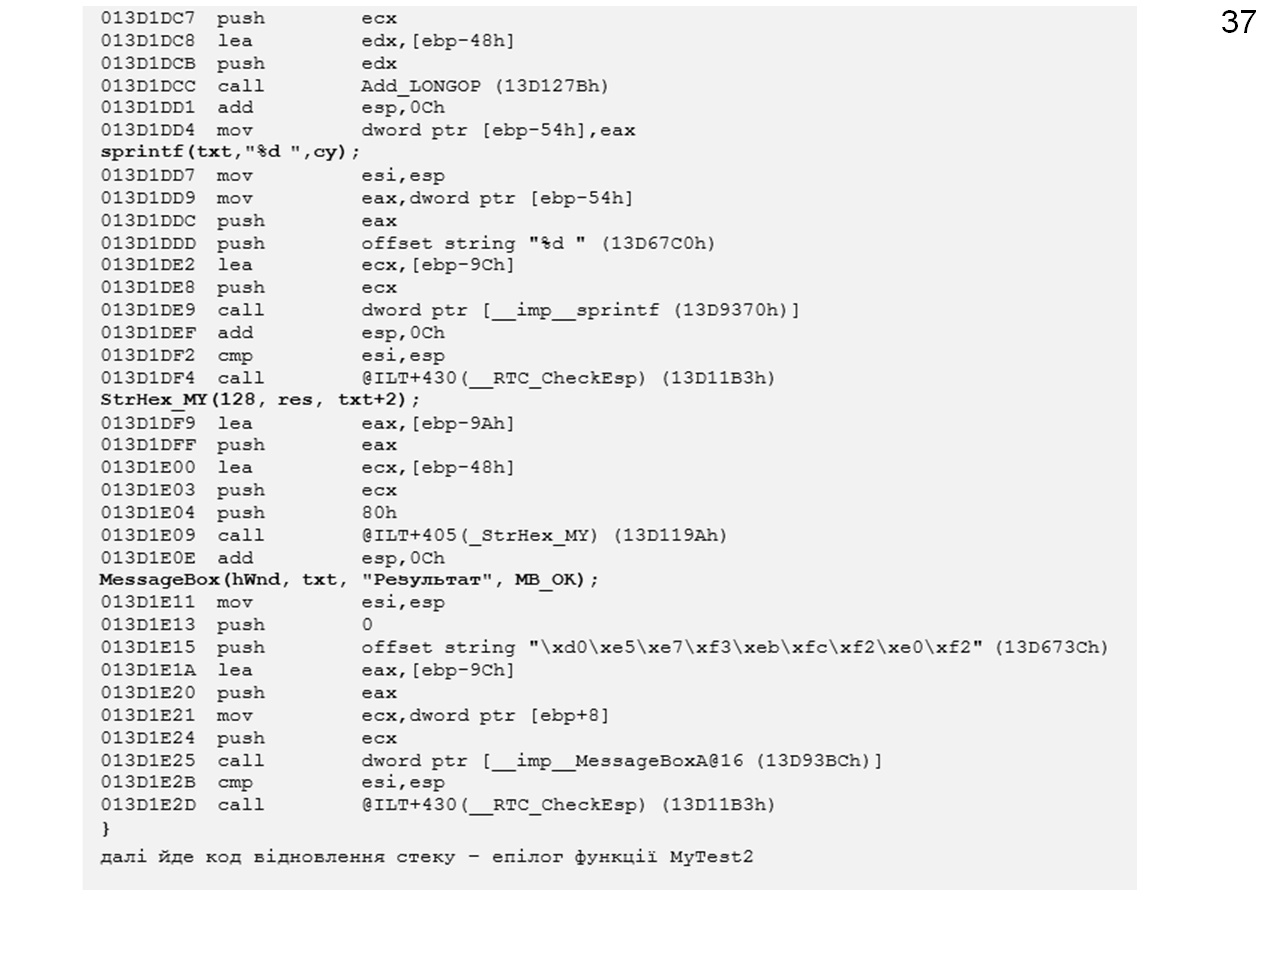 37
013D1DC7  push        ecx
013D1DC8  lea         edx,[ebp-48h]
013D1DCB  push        edx
013D1DCC  call        Add_LONGOP (13D127Bh)
013D1DD1  add         esp,0Ch
013D1DD4  mov         dword ptr [ebp-54h],eax
sprintf(txt,"%d ",cy);
013D1DD7  mov         esi,esp
013D1DD9  mov         eax,dword ptr [ebp-54h]
013D1DDC  push        eax
013D1DDD  push        offset string "%d " (13D67C0h)
013D1DE2  lea         ecx,[ebp-9Ch]
013D1DE8  push        ecx
013D1DE9  call        dword ptr [__imp__sprintf (13D9370h)]
013D1DEF  add         esp,0Ch
013D1DF2  cmp         esi,esp
013D1DF4  call        @ILT+430(__RTC_CheckEsp) (13D11B3h)
StrHex_MY(128, res, txt+2);
013D1DF9  lea         eax,[ebp-9Ah]
013D1DFF  push        eax
013D1E00  lea         ecx,[ebp-48h]
013D1E03  push        ecx
013D1E04  push        80h
013D1E09  call        @ILT+405(_StrHex_MY) (13D119Ah)
013D1E0E  add         esp,0Ch
MessageBox(hWnd, txt, "Результат", MB_OK);
013D1E11  mov         esi,esp
013D1E13  push        0
013D1E15  push        offset string "\xd0\xe5\xe7\xf3\xeb\xfc\xf2\xe0\xf2" (13D673Ch)
013D1E1A  lea         eax,[ebp-9Ch]
013D1E20  push        eax
013D1E21  mov         ecx,dword ptr [ebp+8]
013D1E24  push        ecx
013D1E25  call        dword ptr [__imp__MessageBoxA@16 (13D93BCh)]
013D1E2B  cmp         esi,esp
013D1E2D  call        @ILT+430(__RTC_CheckEsp) (13D11B3h)
}
далі йде код відновлення стеку – епілог функції MyTest2